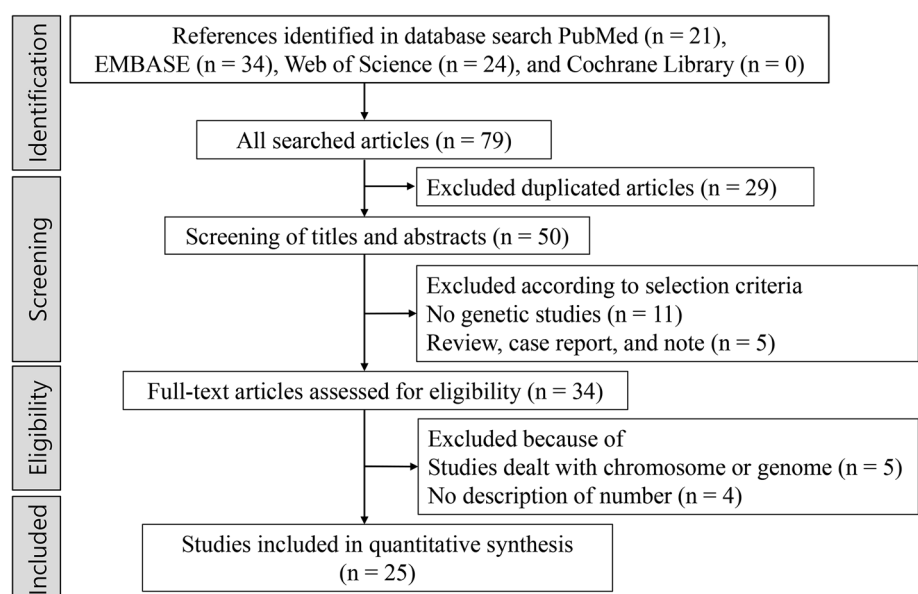 Identification
References identified in database search PubMed (n = 21),
EMBASE (n = 34), Web of Science (n = 24), and Cochrane Library (n = 0)
All searched articles (n = 79)
Excluded duplicated articles (n = 29)
Screening
Screening of titles and abstracts (n = 50)
Excluded according to selection criteria
No genetic studies (n = 11)
Review, case report, and note (n = 5)
Eligibility
Full-text articles assessed for eligibility (n = 34)
Excluded because of
Studies dealt with chromosome or genome (n = 5)
No description of number (n = 4)
Included
Studies included in quantitative synthesis
(n = 25)